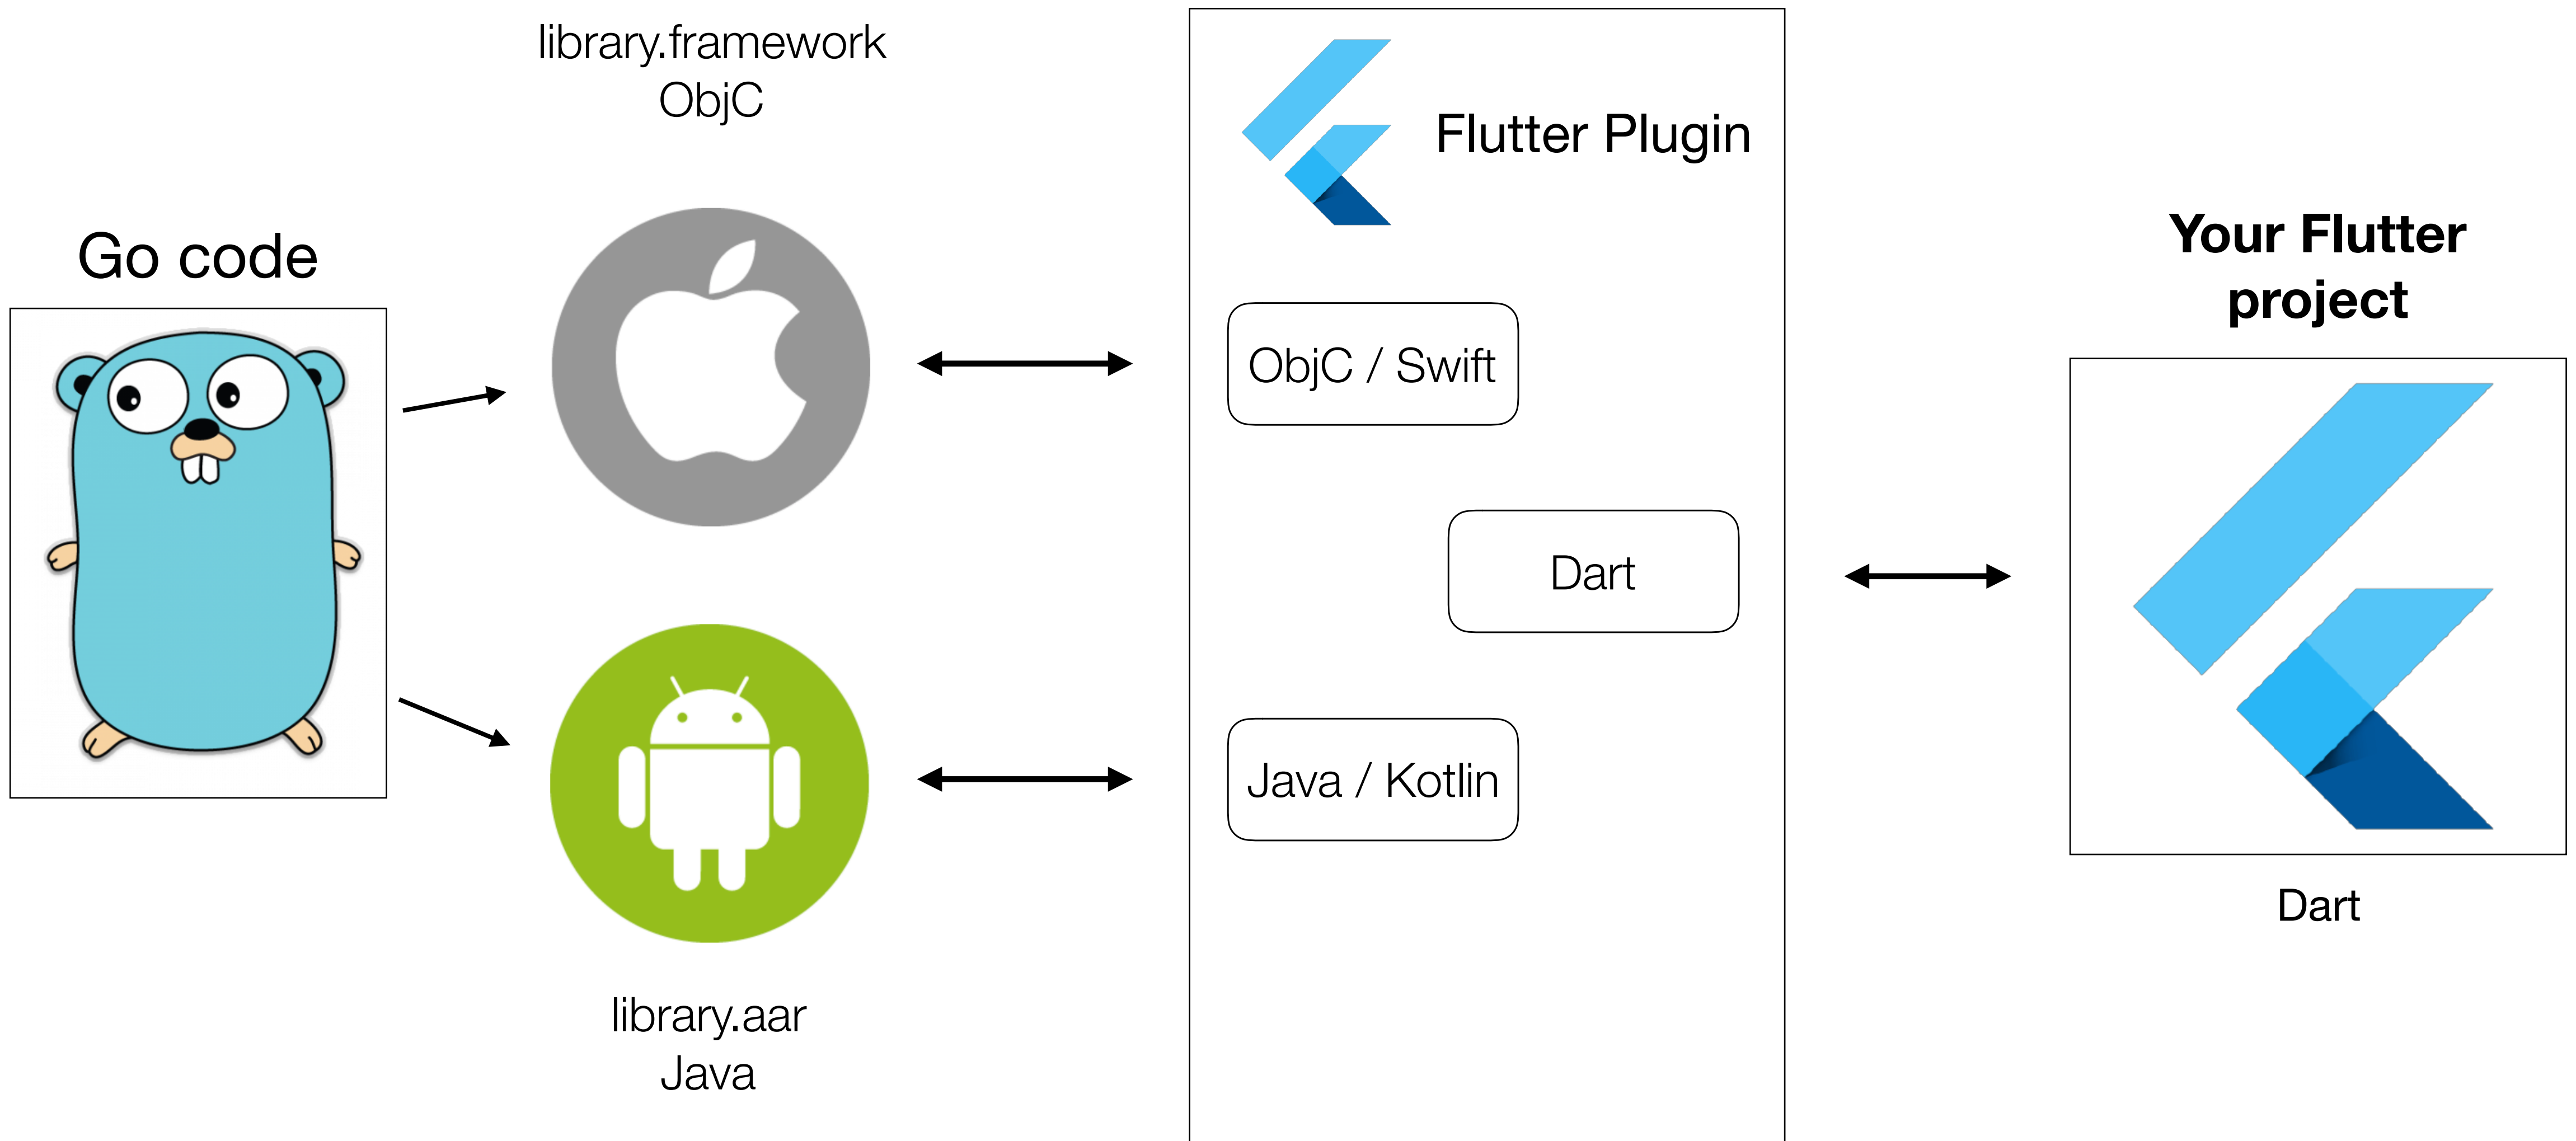 Go code
library.framework
ObjC
library.aar
Java
Flutter Plugin
ObjC / Swift
Dart
Java / Kotlin
Your Flutter
project
Dart